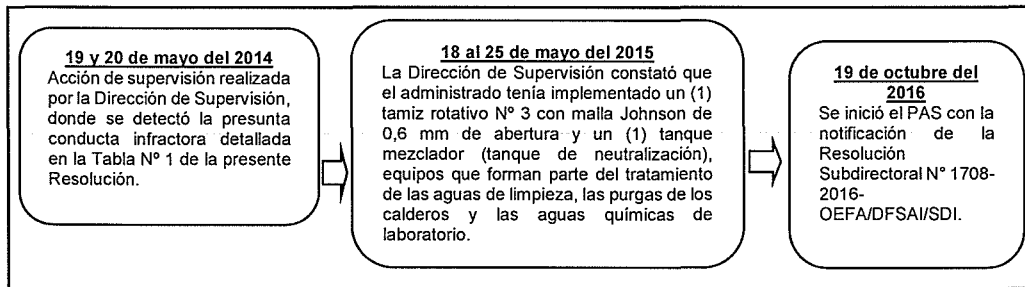 19 y 20 de mayo del 2014
Acción de supervisión realizada
por la Dirección de Supervisión,
donde se detectó la presunta
conducta infractora detallada
en la Tabla Nº 1 de la presente
Resolución.
18 al 25 de mayo del 2015
La Dirección de Supervisión constató que
el administrado tenía implementado un (1)
tamiz rotativo Nº 3 con malla Johnson de
0,6 mm de abertura y un (1) tanque
mezclador (tanque de neutralización),
equipos que forman parte del tratamiento
de las aguas de limpieza, las purgas de los
calderos y las aguas químicas de
laboratorio.
19 de octubre del
2016
Se inició el PAS con la
notificación de la
Resolución
Subdirectoral N° 1708-
2016-
OEFA/DFSAI/SDI.